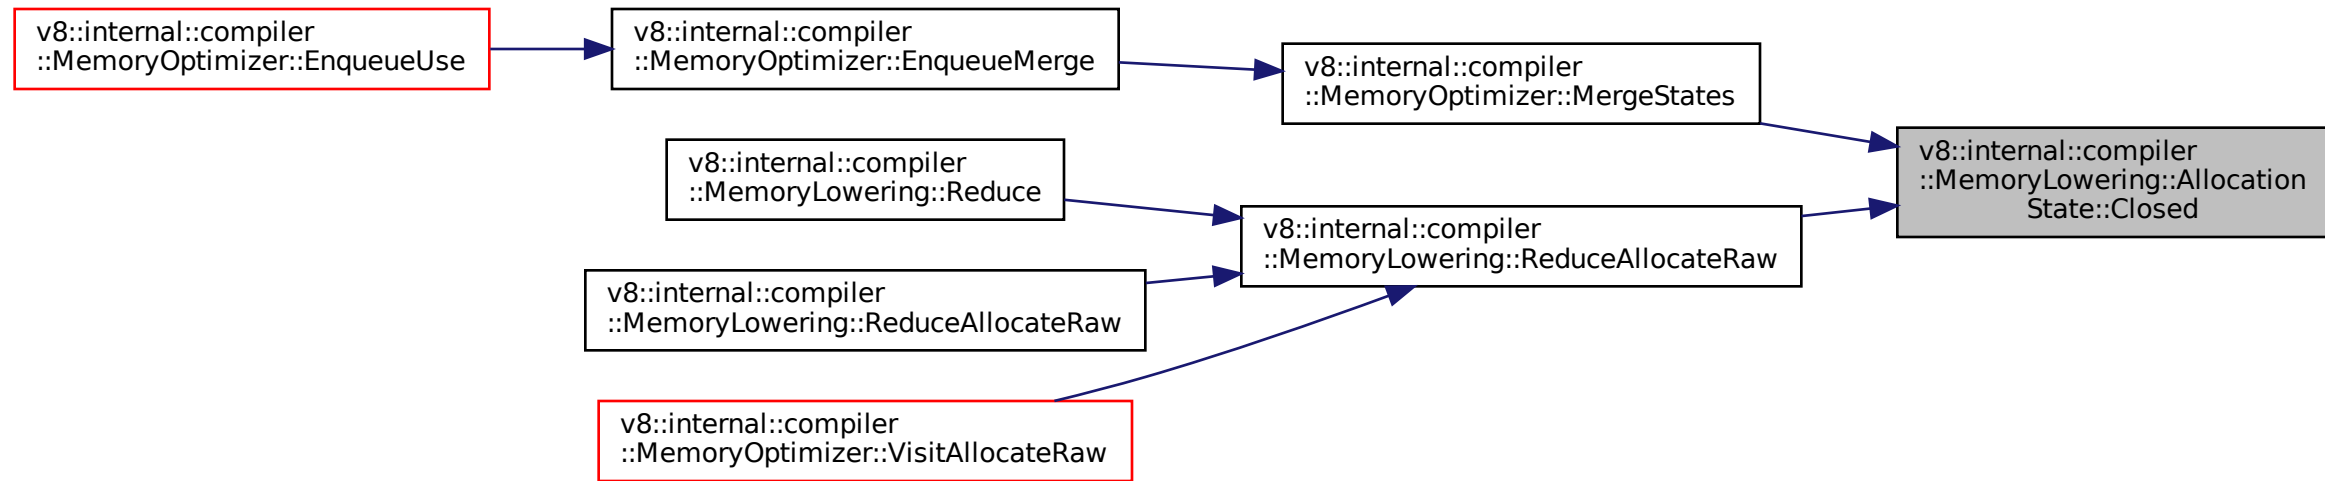 v8::internal::compiler
::MemoryOptimizer::EnqueueUse
v8::internal::compiler
::MemoryOptimizer::EnqueueMerge
v8::internal::compiler
::MemoryOptimizer::MergeStates
v8::internal::compiler
::MemoryLowering::Allocation
State::Closed
v8::internal::compiler
::MemoryLowering::Reduce
v8::internal::compiler
::MemoryLowering::ReduceAllocateRaw
v8::internal::compiler
::MemoryLowering::ReduceAllocateRaw
v8::internal::compiler
::MemoryOptimizer::VisitAllocateRaw